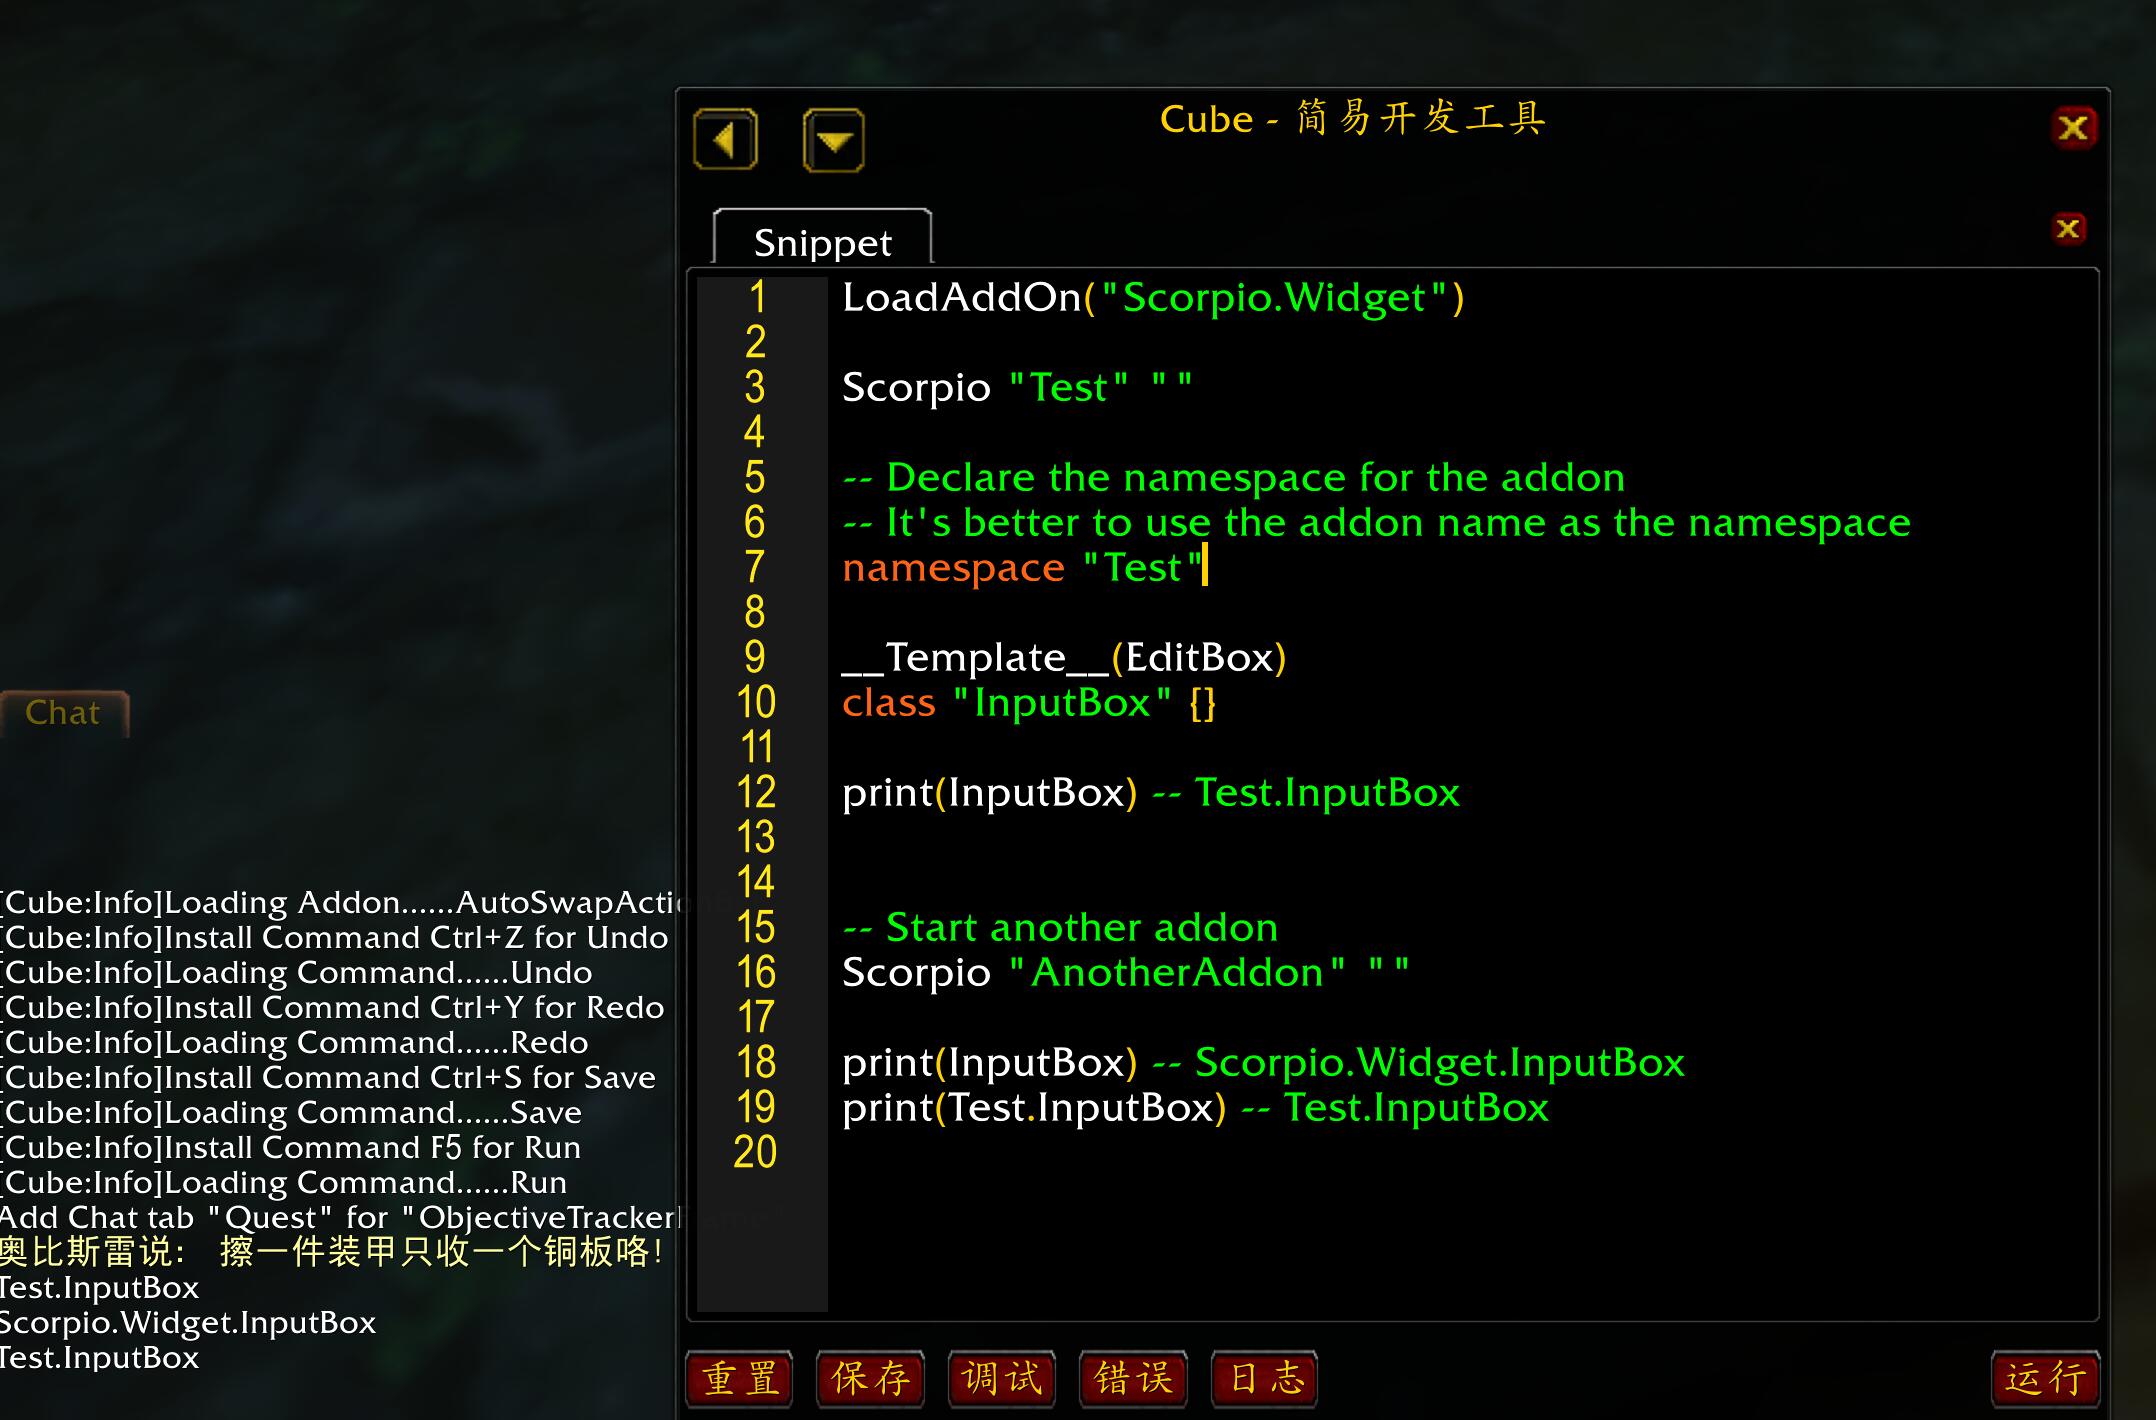 Cube - 简易开发工具
Snippet
1 LoadAddOn("Scorpio.Widget")
2
3 Scorpio "Test" ""
4
5 -- Declare the namespace for the addon
6 -- It's better to use the addon name as the namespace
7 namespace "Test"
8
9 __Template__(EditBox)
10 class "InputBox" {}
11
12 print(InputBox) -- Test.InputBox
13
14
15 -- Start another addon
16 Scorpio "AnotherAddon" ""
17
18 print(InputBox) -- Scorpio.Widget.InputBox
19 print(Test.InputBox) -- Test.InputBox
20
重置 保存 调试 错误 日志 运行
Chat
[Cube:Info]Loading Addon......AutoSwapActio
[Cube:Info]Install Command Ctrl+Z for Undo
[Cube:Info]Loading Command......Undo
[Cube:Info]Install Command Ctrl+Y for Redo
[Cube:Info]Loading Command......Redo
[Cube:Info]Install Command Ctrl+S for Save
[Cube:Info]Loading Command......Save
[Cube:Info]Install Command F5 for Run
[Cube:Info]Loading Command......Run
Add Chat tab "Quest" for "ObjectiveTrackerFrame"
奥比斯雷说： 擦一件装甲只收一个铜板咯！
Test.InputBox
Scorpio.Widget.InputBox
Test.InputBox